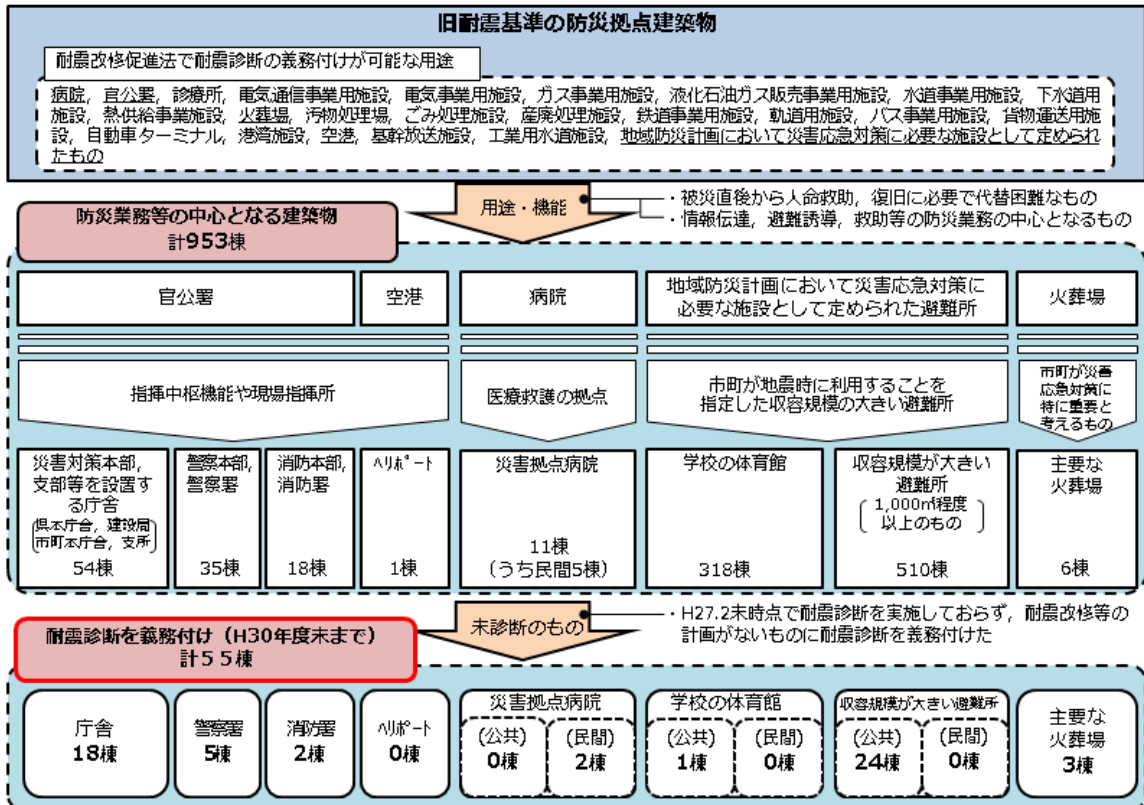 旧耐震基準の防災拠点建築物
耐震改修促進法で耐震診断の義務付けが可能な用途
病院，官公署，診療所，電気通信事業用施設，電気事業用施設，ガス事業用施設，液化石油ガス販売事業用施設，水道事業用施設，下水道用
施設，熱供給事業施設，火葬場，汚物処理場，ごみ処理施設，産廃処理施設，鉄道事業用施設，軌道用施設，バス事業用施設，貨物運送用施
設，自動車ターミナル，港湾施設，空港，基幹放送施設，工業用水道施設，地域防災計画において災害応急対策に必要な施設として定められ
たもの
用途・機能
・被災直後から人命救助，復旧に必要で代替困難なもの
・情報伝達，避難誘導，救助等の防災業務の中心となるもの
防災業務等の中心となる建築物
計953棟
官公署
空港
病院
地域防災計画において災害応急対策に
必要な施設として定められた避難所
火葬場
指揮中枢機能や現場指揮所
医療救護の拠点
市町が地震時に利用することを
指定した収容規模の大きい避難所
市町が災害
応急対策に
特に重要と
考えるもの
災害対策本部，
支部等を設置す
る庁舎
(県本庁舎，建設局
市町本庁舎，支所)
54棟
警察本部，
警察署
35棟
消防本部，
消防署
18棟
ﾍﾘﾎﾟｰﾄ
1棟
災害拠点病院
11棟
(うち民間5棟)
学校の体育館
318棟
収容規模が大きい
避難所
(1,000㎡程度
以上のもの)
510棟
主要な
火葬場
6棟
未診断のもの
・H27.2末時点で耐震診断を実施しておらず，耐震改修等の
計画がないものに耐震診断を義務付けた
耐震診断を義務付け（H30年度末まで）
計５５棟
庁舎
18棟
警察署
5棟
消防署
2棟
ﾍﾘﾎﾟｰﾄ
0棟
災害拠点病院
(公共)
0棟
(民間)
2棟
学校の体育館
(公共)
1棟
(民間)
0棟
収容規模が大きい避難所
(公共)
24棟
(民間)
0棟
主要な
火葬場
3棟